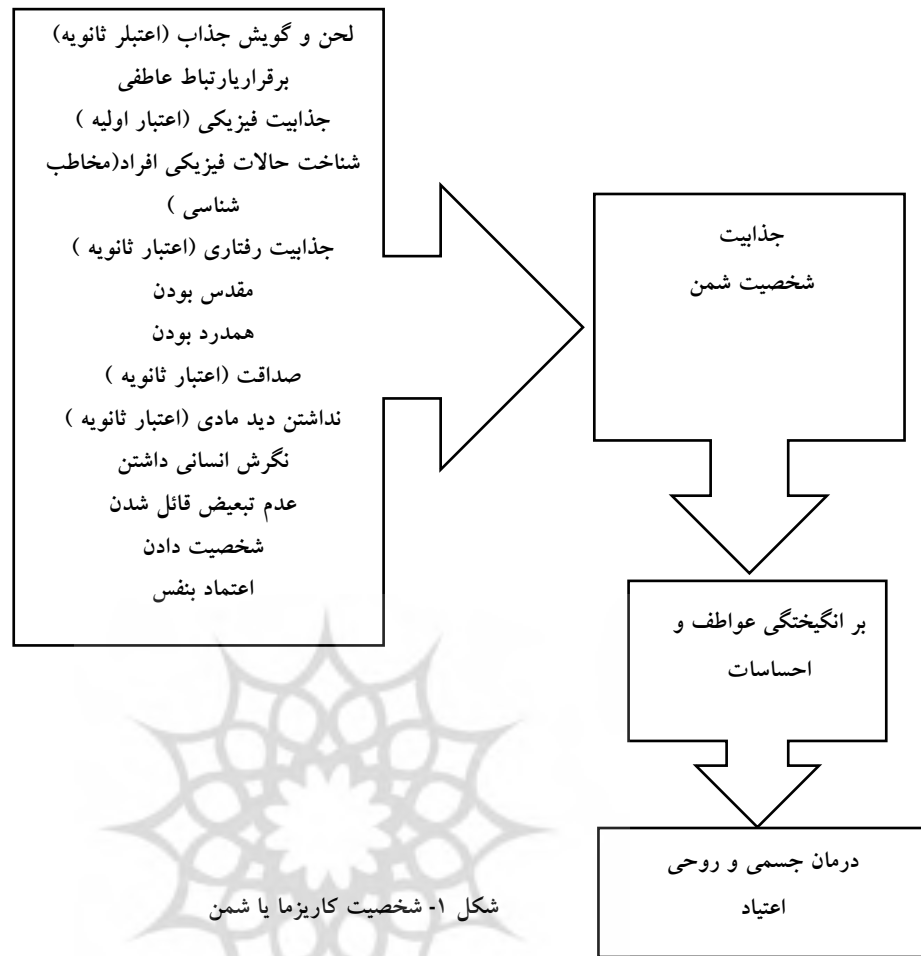 لحن و گویش جذاب (اعتبلر ثانویه)
برقراریارتباط عاطفی
جذابیت فیزیکی (اعتبار اولیه )
شناخت حالات فیزیکی افراد(مخاطب
شناسی )
جذابیت رفتاری (اعتبار ثانویه )
مقدس بودن
همدرد بودن
صداقت (اعتبار ثانویه )
نداشتن دید مادی (اعتبار ثانویه )
نگرش انسانی داشتن
عدم تبعیض قائل شدن
شخصیت دادن
اعتماد بنفس
جذابیت
شخصیت شمن
بر انگیختگی عواطف و
احساسات
درمان جسمی و روحی
اعتیاد
شکل ۱- شخصیت کاریزما یا شمن